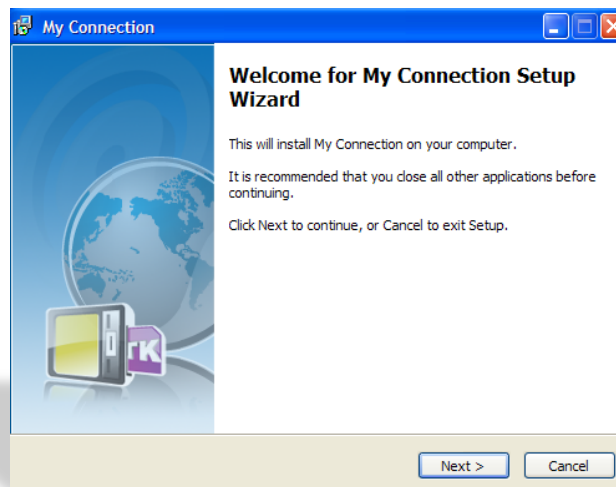 My Connection
Welcome for My Connection Setup
Wizard
This will install My Connection on your computer.
It is recommended that you close all other applications before
continuing.
Click Next to continue, or Cancel to exit Setup.
тк
Next >
Cancel